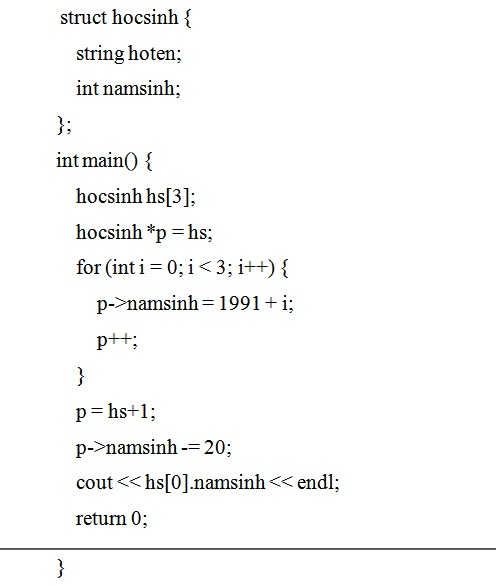 struct hocsinh {
string hoten;
int namsinh;
};
int main() {
hocsinh hs[3];
hocsinh *p = hs;
for (int i = 0; i < 3; i++) {
p->namsinh = 1991 + i;
p++;
}
p = hs+1;
p->namsinh -= 20;
cout << hs[0].namsinh << endl;
return 0;
}